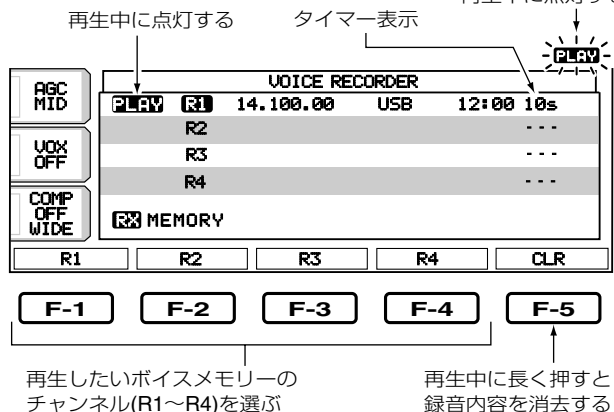 再生中に点灯する
再生中に点灯する
タイマー表示
PLAY
AGC
MID
VOICE RECORDER
PLAY R1 14.100.00 USB 12:00 10s
R2 ---
VOX
OFF
R3 ---
R4 ---
COMP
OFF
WIDE
RX MEMORY
R1 R2 R3 R4 CLR
F-1 F-2 F-3 F-4 F-5
再生したいボイスメモリーの
チャンネル(R1～R4)を選ぶ
再生中に長く押すと
録音内容を消去する